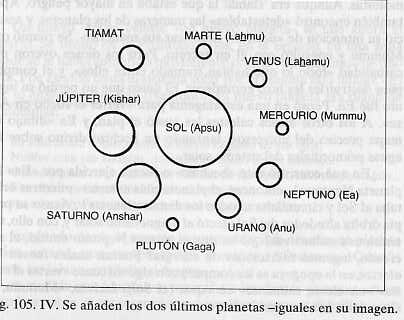 TIAMAT
MARTE (Lahmu)
VENUS (Lahamu)
JÚPITER (Kishar)
SOL (Apsu)
MERCURIO (Mummu)
NEPTUNO (Ea)
SATURNO (Anshar)
URANO (Anu)
PLUTÓN (Gaga)
g. 105. IV. Se añaden los dos últimos planetas –iguales en su imagen.